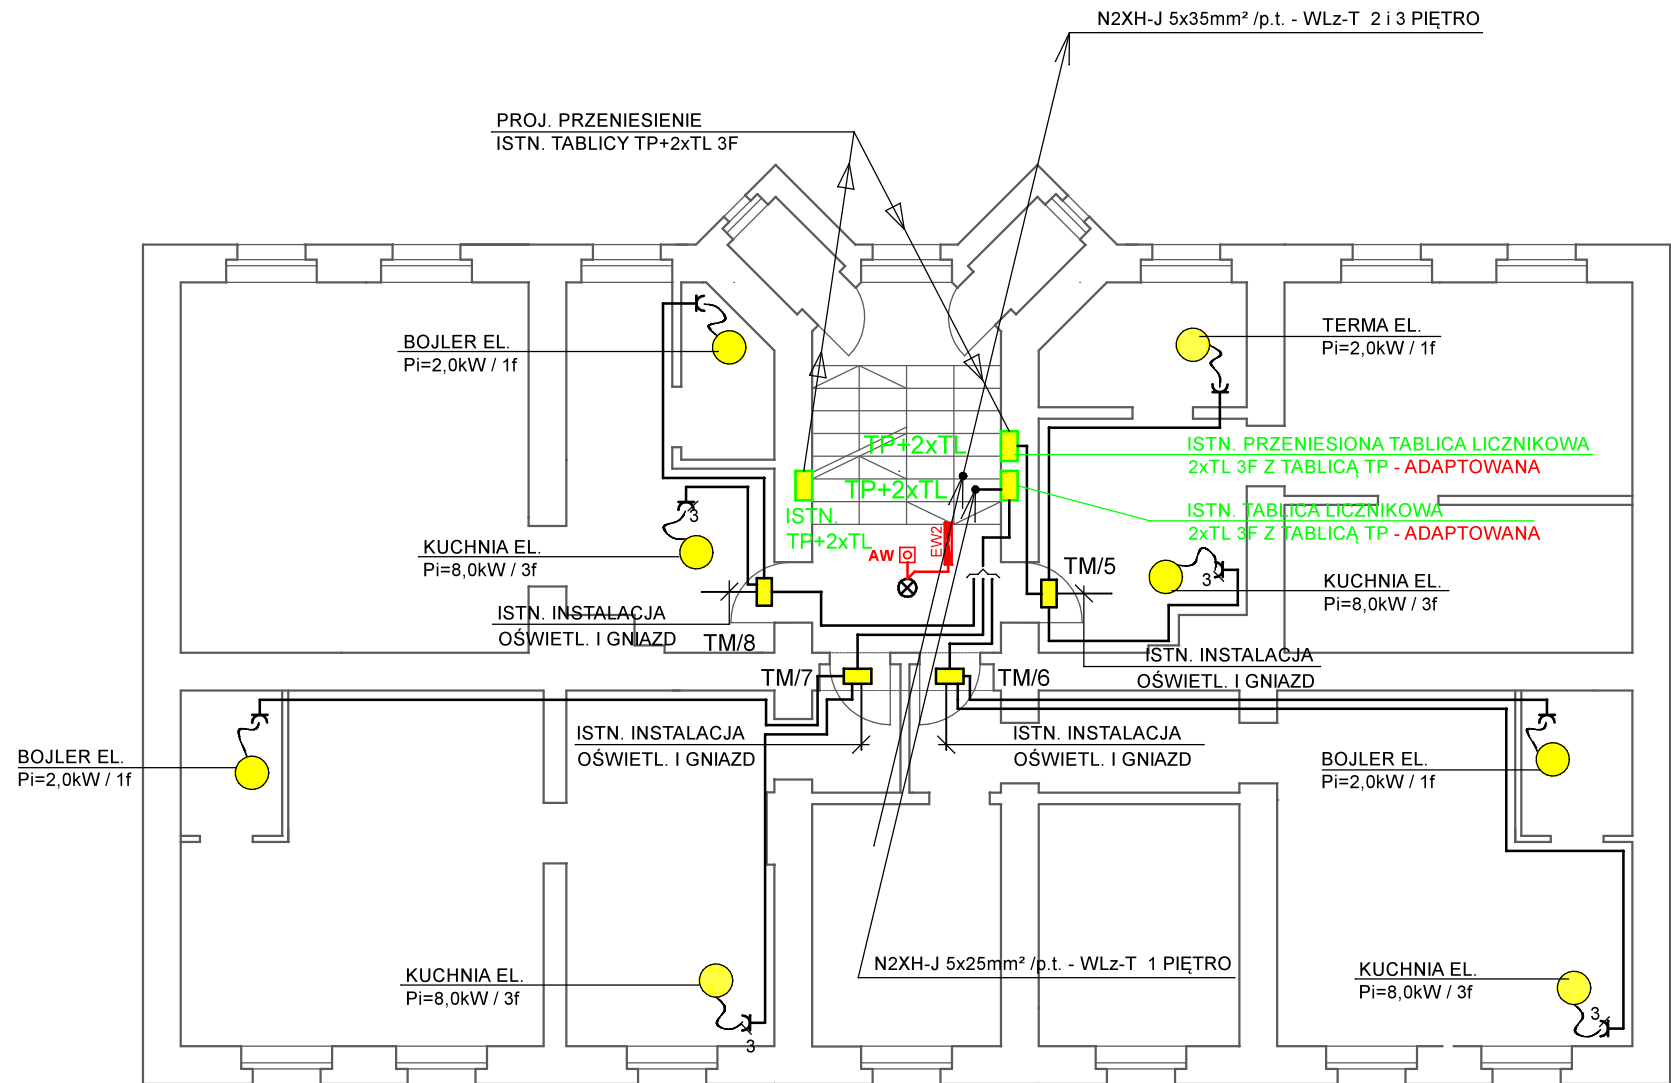 N2XH-J 5x35mm² /p.t. - WLz-T 2 i 3 PIĘTRO
PROJ. PRZENIESIENIE
ISTN. TABLICY TP+2xTL 3F
BOJLER EL.
Pi=2,0kW / 1f
TERMA EL.
Pi=2,0kW / 1f
TP+2xTL
ISTN. PRZENIESIONA TABLICA LICZNIKOWA
2xTL 3F Z TABLICĄ TP - ADAPTOWANA
TP+2xTL
ISTN.
TP+2xTL
ISTN. TABLICA LICZNIKOWA
2xTL 3F Z TABLICĄ TP - ADAPTOWANA
3
KUCHNIA EL.
Pi=8,0kW / 3f
AW
EW2
TM/5
3
KUCHNIA EL.
Pi=8,0kW / 3f
ISTN. INSTALACJA
OŚWIETL. I GNIAZD
TM/8
ISTN. INSTALACJA
OŚWIETL. I GNIAZD
TM/7
TM/6
ISTN. INSTALACJA
OŚWIETL. I GNIAZD
ISTN. INSTALACJA
OŚWIETL. I GNIAZD
BOJLER EL.
Pi=2,0kW / 1f
BOJLER EL.
Pi=2,0kW / 1f
N2XH-J 5x25mm² /p.t. - WLz-T 1 PIĘTRO
KUCHNIA EL.
Pi=8,0kW / 3f
3
KUCHNIA EL.
Pi=8,0kW / 3f
3